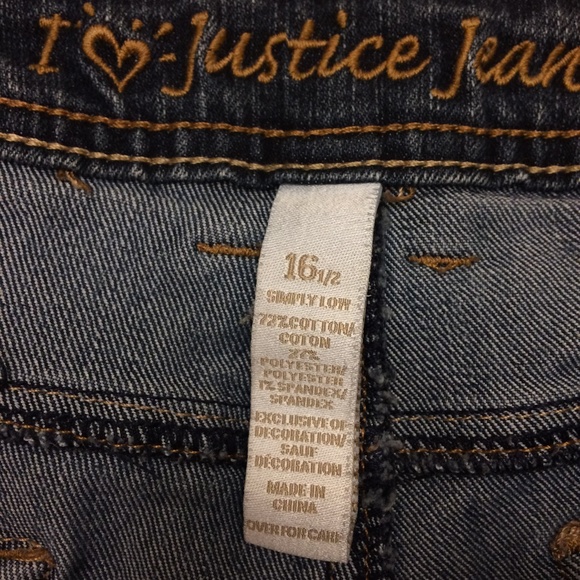 I ♡ Justice Jean
16 1/2
SIMPLY LOW
72% COTTON/
COTON
27%
POLYESTER/
POLYESTER
1% SPANDEX/
SPANDEX
EXCLUSIVE OF
DECORATION/
SAUF
DÉCORATION
MADE IN
CHINA
OVER FOR CARE